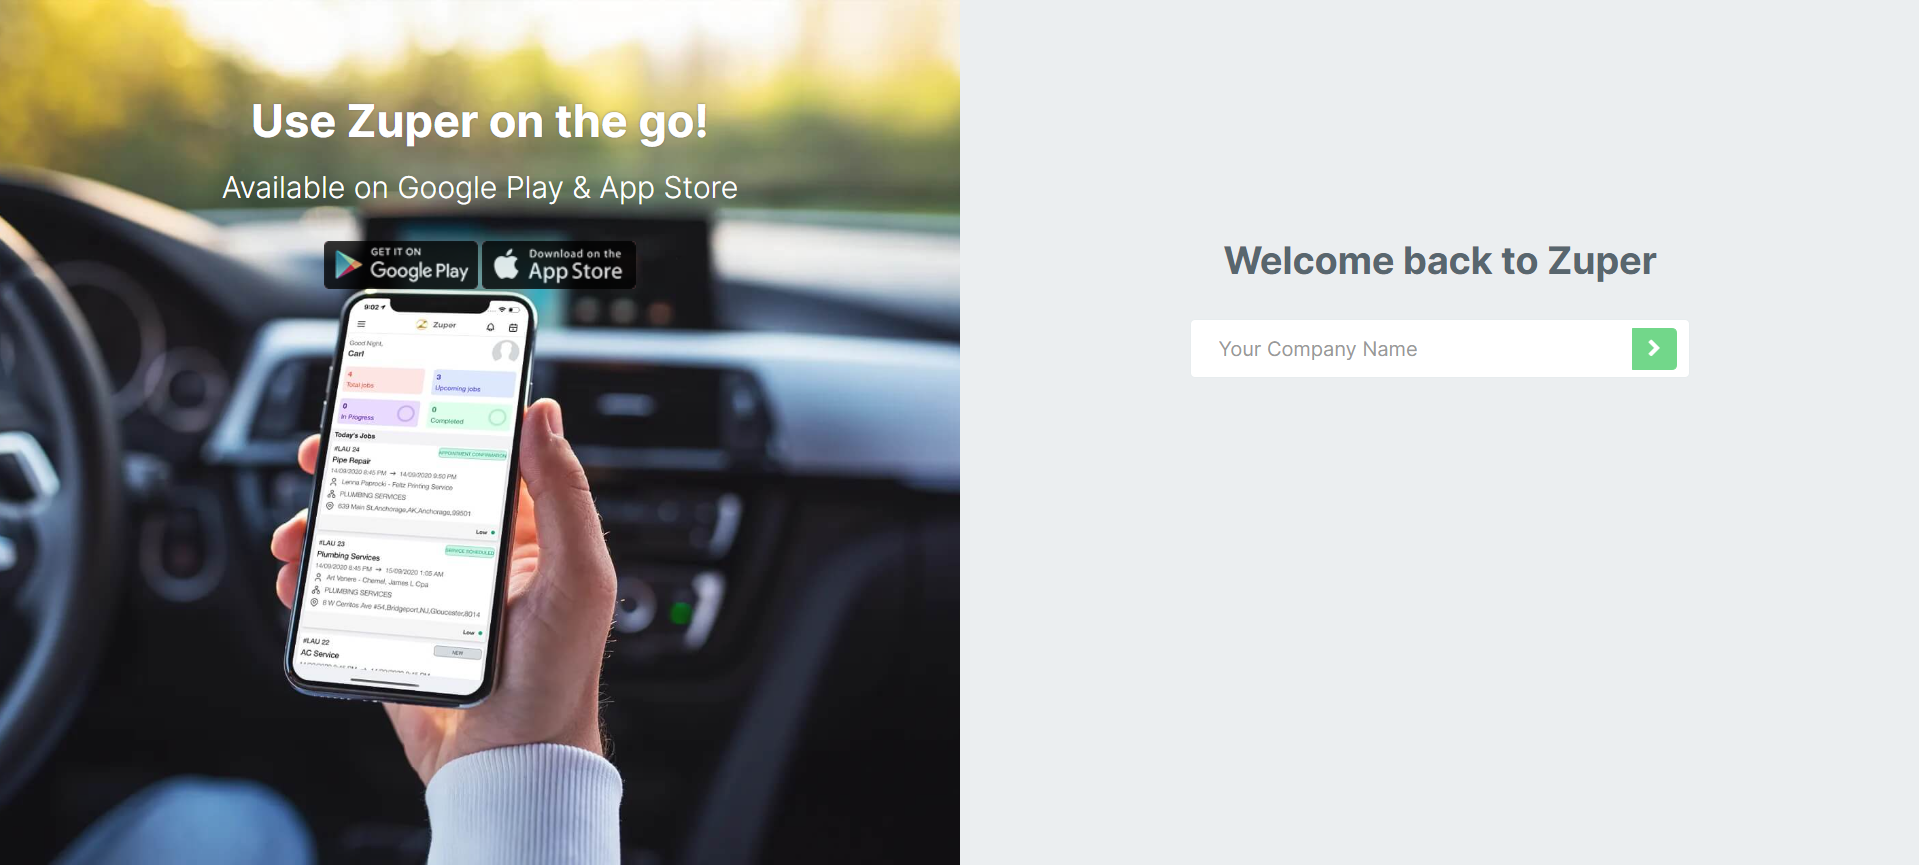 Use Zuper on the go!
Available on Google Play & App Store
GET IT ON
Google Play
Download on the
App Store
9:02
Zuper
Good Night,
Carl
4
Total jobs
3
Upcoming jobs
0
In Progress
0
Completed
Today's Jobs
#LAU 24
APPOINTMENT CONFIRMATION
Pipe Repair
14/09/2020 8:45 PM → 14/09/2020 9:50 PM
Lenna Paprocki - Feltz Printing Service
PLUMBING SERVICES
639 Main St,Anchorage,AK,Anchorage,99501
Low
#LAU 23
SERVICE SCHEDULED
Plumbing Services
14/09/2020 8:45 PM → 15/09/2020 1:05 AM
Art Venere - Chemel, James L Cpa
PLUMBING SERVICES
8 W Cerritos Ave #54,Bridgeport,NJ,Gloucester,8014
Low
#LAU 22
NEW
AC Service
Welcome back to Zuper
Your Company Name